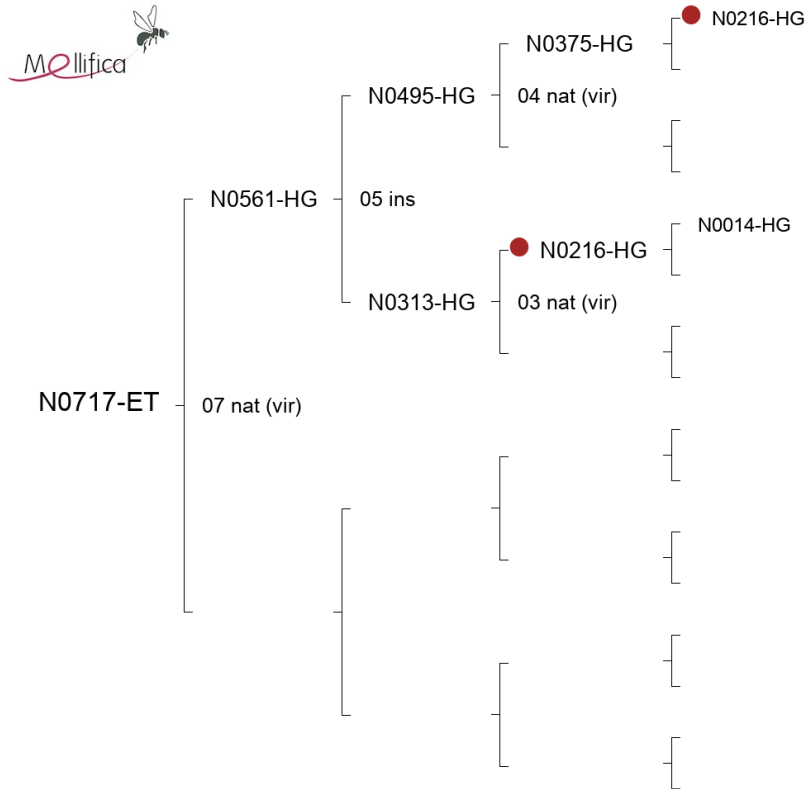 Mellifica
N0216-HG
N0375-HG
N0495-HG
04 nat (vir)
N0561-HG
05 ins
N0014-HG
N0216-HG
N0313-HG
03 nat (vir)
N0717-ET
07 nat (vir)